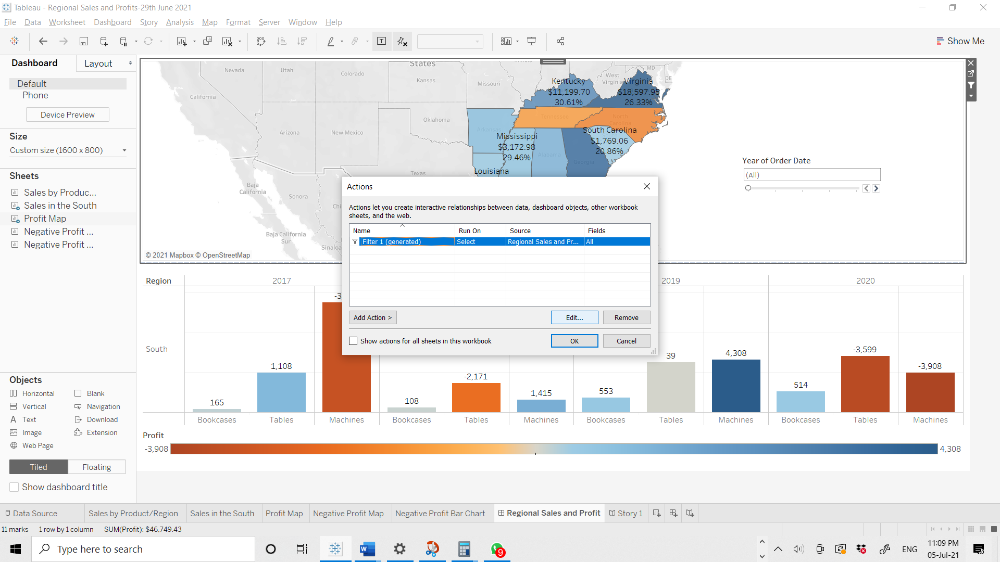 Tableau - Regional Sales and Profits-29th June 2021
File Data Worksheet Dashboard Story Analysis Map Format Server Window Help
Show Me
Dashboard Layout
Default
Phone
Device Preview
Size
Custom size (1600 x 800)
Sheets
Sales by Produc...
Sales in the South
Profit Map
Negative Profit ...
Negative Profit ...
Objects
Horizontal Blank
Vertical Navigation
Text Download
Image Extension
Web Page
Tiled Floating
Show dashboard title
States
Nevada Utah Colorado Kansas Missouri West Virginia MD DE
California Arizona New Mexico Oklahoma Texas
Baja California
Sonora
Baja California Sur
Sinaloa
Kentucky
$11,199.70
30.61%
Virginia
$18,597.95
26.33%
Tennessee
North
Arkansas
South Carolina
$1,769.06
20.86%
Mississippi
$3,172.98
29.46%
Alabama
Georgia
Louisiana
© 2021 Mapbox © OpenStreetMap
Year of Order Date
(All)
Actions
Actions let you create interactive relationships between data, dashboard objects, other workbook
sheets, and the web.
Name Run On Source Fields
Filter 1 (generated) Select Regional Sales and Pr... All
Add Action > Edit... Remove
Show actions for all sheets in this workbook OK Cancel
Region 2017 2019 2020
South
165 1,108 -3 108 -2,171 1,415 553 39 4,308 514 -3,599 -3,908
Bookcases Tables Machines Bookcases Tables Machines Bookcases Tables Machines Bookcases Tables Machines
Profit
-3,908 4,308
Data Source Sales by Product/Region Sales in the South Profit Map Negative Profit Map Negative Profit Bar Chart Regional Sales and Profit Story 1
11 marks 1 row by 1 column SUM(Profit): $46,749.43
Type here to search
9
ENG
11:09 PM
05-Jul-21